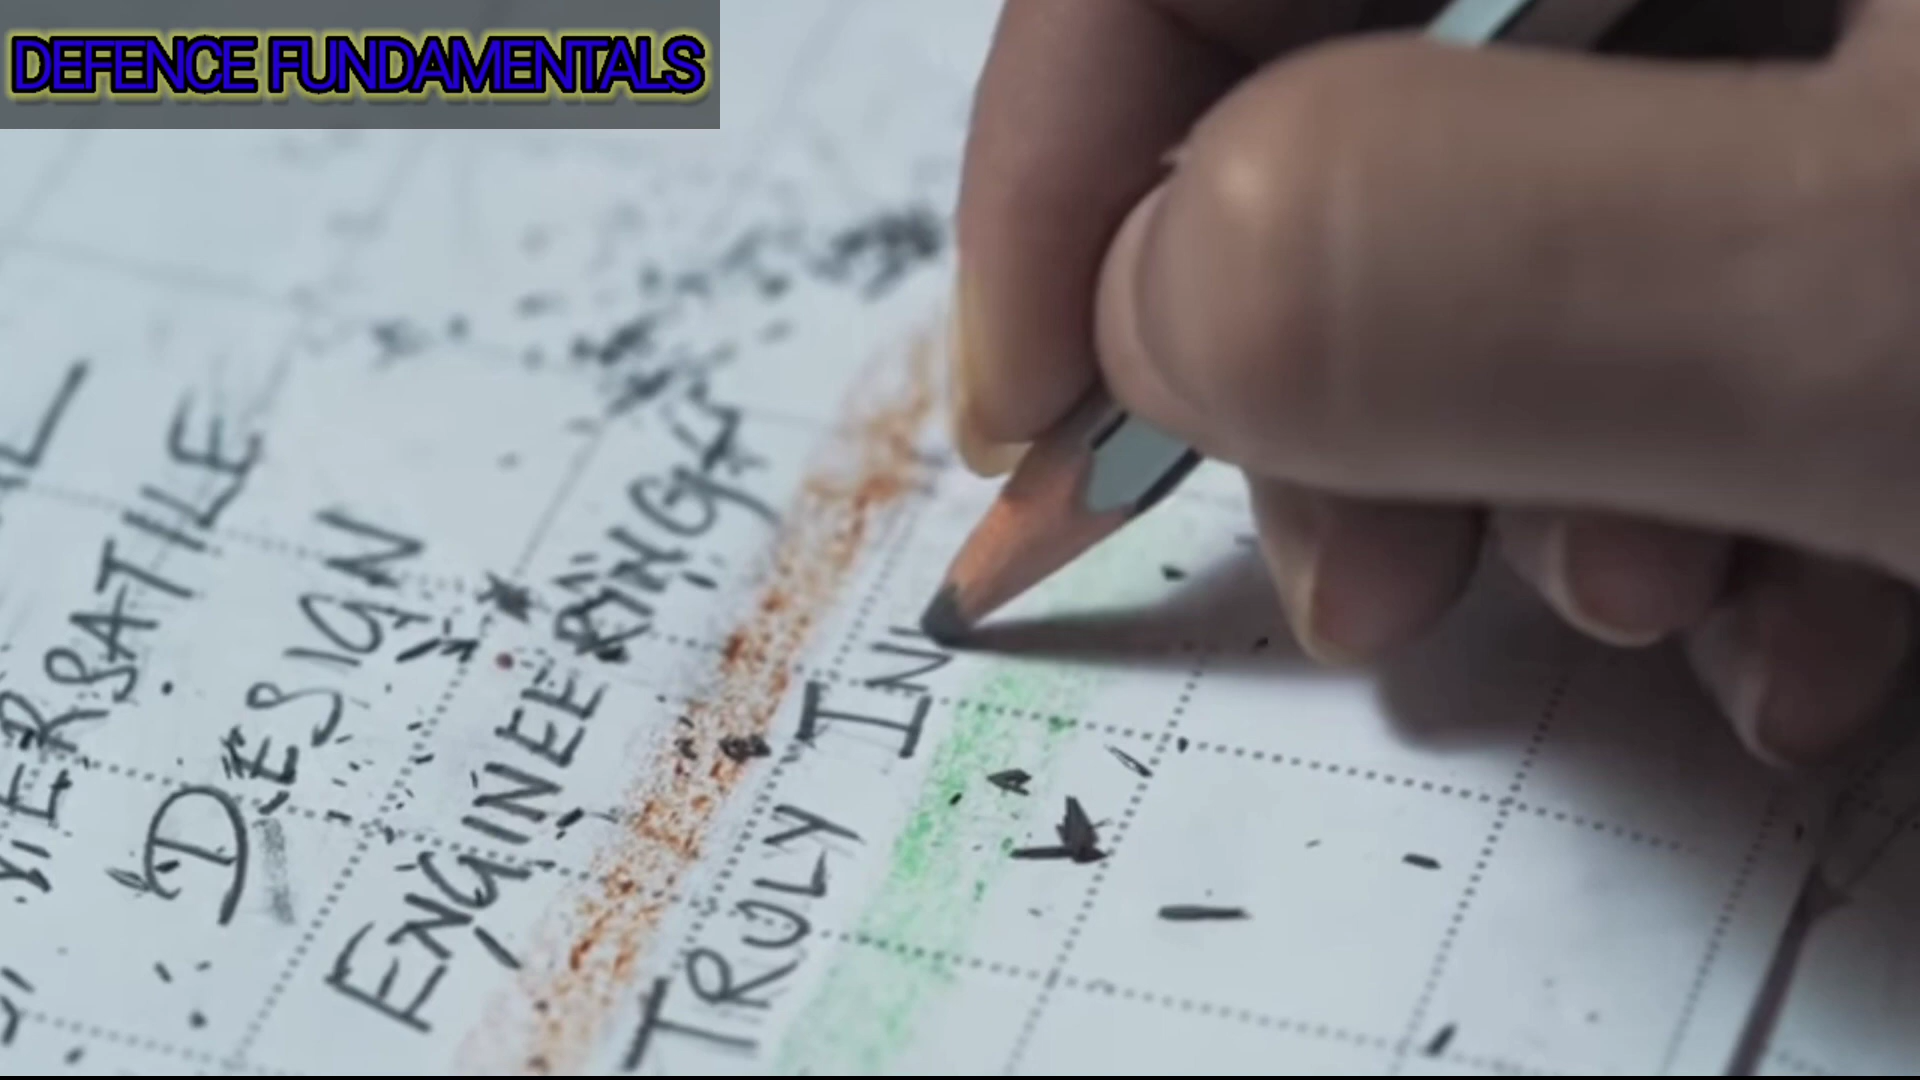 DEFENCE FUNDAMENTALS
VERSATILE
DESIGN
ENGINEERING
TRULY IN